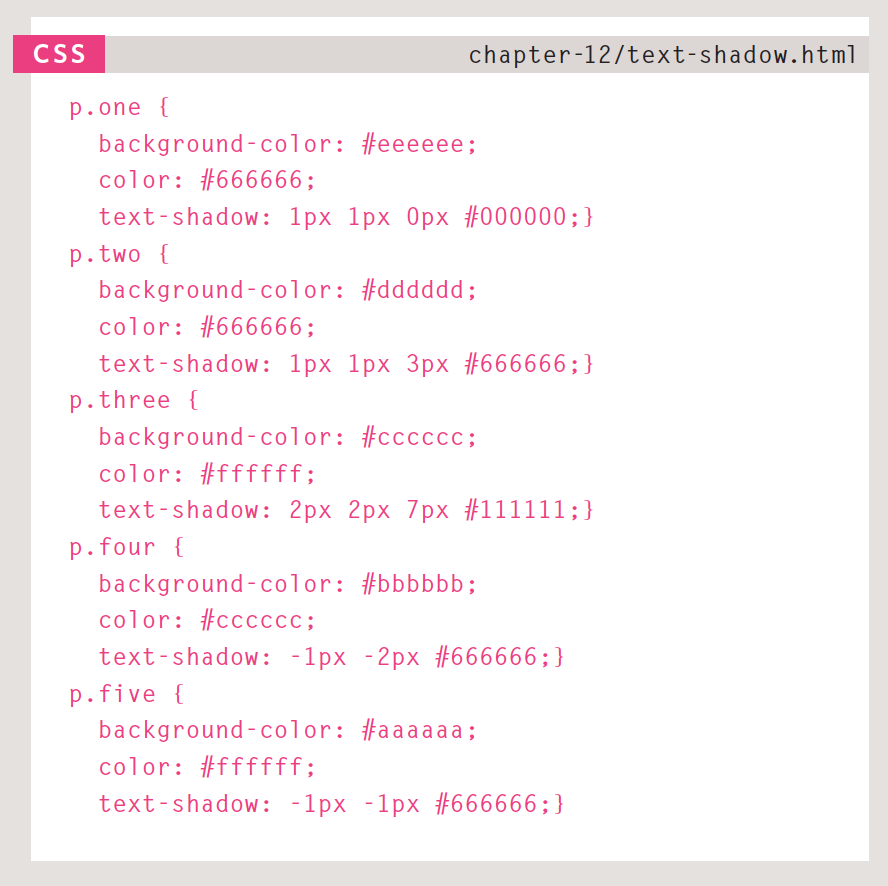 CSS
chapter-12/text-shadow.html
p.one {
background-color: #eeeeee;
color: #666666;
text-shadow: 1px 1px 0px #000000;}
p.two {
background-color: #dddddd;
color: #666666;
text-shadow: 1px 1px 3px #666666;}
p.three {
background-color: #cccccc;
color: #ffffff;
text-shadow: 2px 2px 7px #111111;}
p.four {
background-color: #bbbbbb;
color: #cccccc;
text-shadow: -1px -2px #666666;}
p.five {
background-color: #aaaaaa;
color: #ffffff;
text-shadow: -1px -1px #666666;}